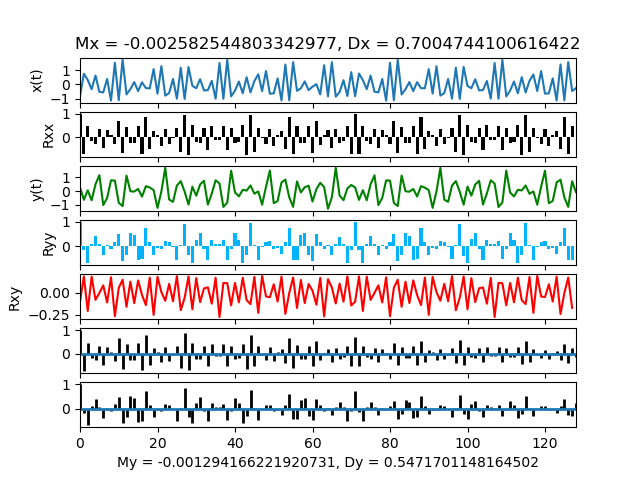 Mx = -0.002582544803342977, Dx = 0.7004744100616422
x(t)
1
0
−1
Rxx
1
0
y(t)
1
0
−1
Ryy
1
0
Rxy
0.00
−0.25
1
0
1
0
0 20 40 60 80 100 120
My = -0.001294166221920731, Dy = 0.5471701148164502